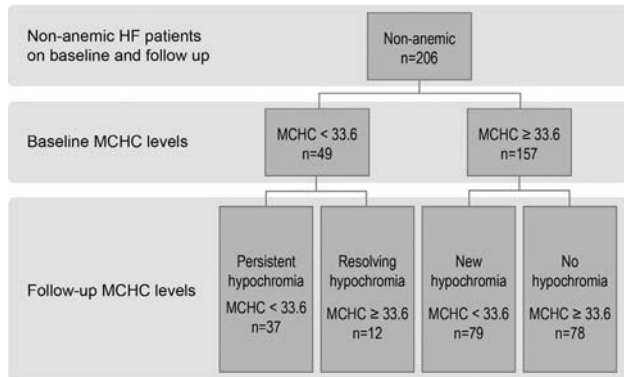 Non-anemic HF patients
on baseline and follow up
Non-anemic
n=206
Baseline MCHC levels
MCHC < 33.6
n=49
MCHC ≥ 33.6
n=157
Follow-up MCHC levels
Persistent
hypochromia
MCHC < 33.6
n=37
Resolving
hypochromia
MCHC ≥ 33.6
n=12
New
hypochromia
MCHC < 33.6
n=79
No
hypochromia
MCHC ≥ 33.6
n=78